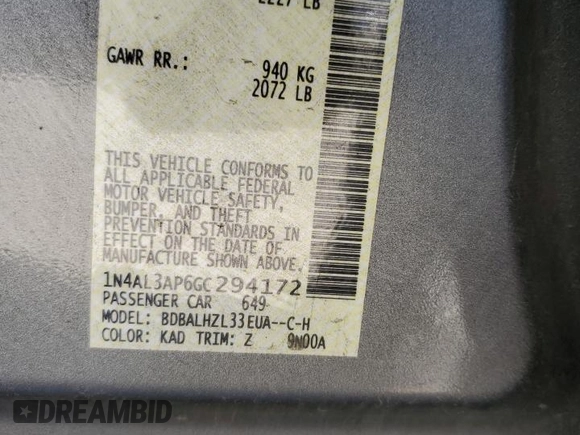 2227 LB
GAWR RR.: 940 KG
2072 LB
THIS VEHICLE CONFORMS TO
ALL APPLICABLE FEDERAL
MOTOR VEHICLE SAFETY,
BUMPER, AND THEFT
PREVENTION STANDARDS IN
EFFECT ON THE DATE OF
MANUFACTURE SHOWN ABOVE.
1N4AL3AP6GC294172
PASSENGER CAR 649
MODEL: BDBALHZL33EUA--C-H
COLOR: KAD TRIM: Z 9N00A
DREAMBID